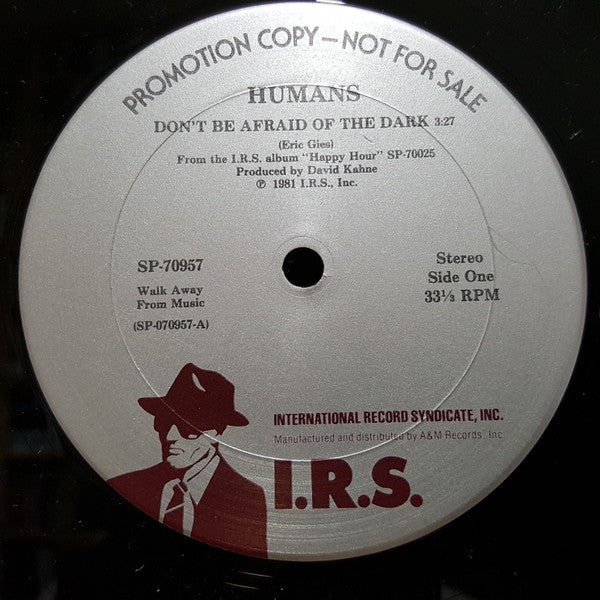 PROMOTION COPY—NOT FOR SALE
HUMANS
DON'T BE AFRAID OF THE DARK 3:27
(Eric Gies)
From the I.R.S. album "Happy Hour" SP-70025
Produced by David Kahne
℗ 1981 I.R.S., Inc.
SP-70957
Walk Away
From Music
(SP-070957-A)
Stereo
Side One
33⅓ RPM
INTERNATIONAL RECORD SYNDICATE, INC.
Manufactured and distributed by A&M Records, Inc.
I.R.S.